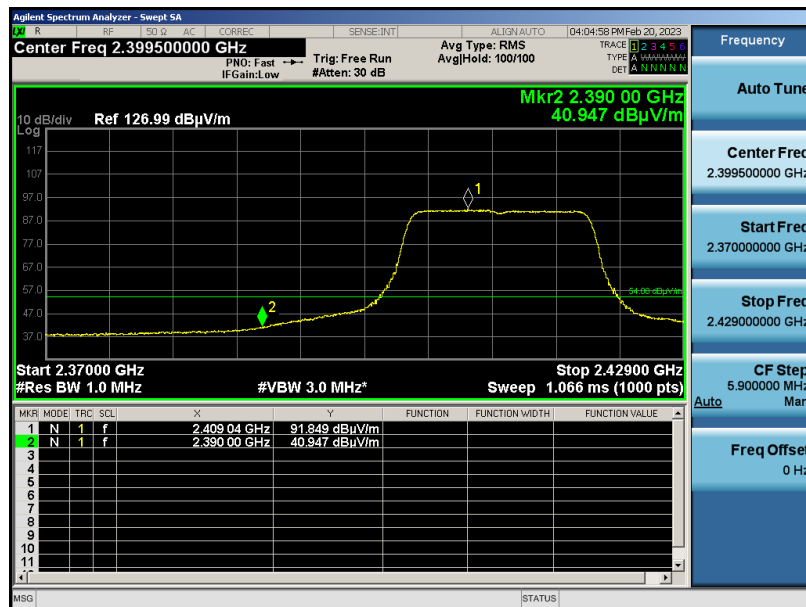 Agilent Spectrum Analyzer - Swept SA
LXI R RF 50 Ω AC CORREC SENSE:INT ALIGN AUTO 04:04:58 PM Feb 20, 2023
Center Freq 2.399500000 GHz
PNO: Fast
IFGain:Low
Trig: Free Run
#Atten: 30 dB
Avg Type: RMS
Avg|Hold: 100/100
TRACE 1 2 3 4 5 6
TYPE A
DET A N N N N N
Mkr2 2.390 00 GHz
40.947 dBµV/m
10 dB/div Ref 126.99 dBµV/m
Log
117
107
97.0
87.0
77.0
67.0
57.0
47.0
37.0
1
2
54.00 dBµV/m
Start 2.37000 GHz Stop 2.42900 GHz
#Res BW 1.0 MHz #VBW 3.0 MHz* Sweep 1.066 ms (1000 pts)
MKR MODE TRC SCL X Y FUNCTION FUNCTION WIDTH FUNCTION VALUE
1 N 1 f 2.409 04 GHz 91.849 dBµV/m
2 N 1 f 2.390 00 GHz 40.947 dBµV/m
3
4
5
6
7
8
9
10
11
MSG STATUS
Frequency
Auto Tune
Center Freq
2.399500000 GHz
Start Freq
2.370000000 GHz
Stop Freq
2.429000000 GHz
CF Step
5.900000 MHz
Auto Man
Freq Offset
0 Hz